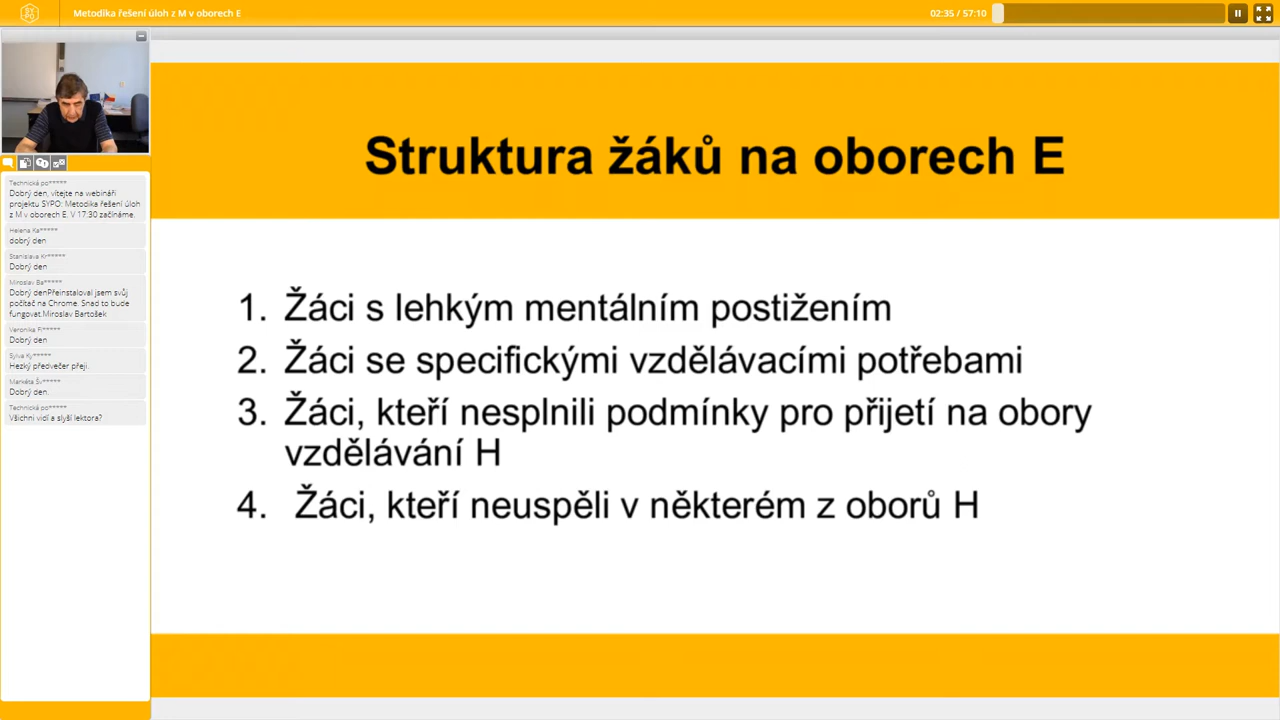 SY
PO
Metodika řešení úloh z M v oborech E
02:35 / 57:10
Struktura žáků na oborech E
1. Žáci s lehkým mentálním postižením
2. Žáci se specifickými vzdělávacími potřebami
3. Žáci, kteří nesplnili podmínky pro přijetí na obory
vzdělávání H
4. Žáci, kteří neuspěli v některém z oborů H
Technická po*****
Dobrý den, vítejte na webináři
projektu SYPO: Metodika řešení úloh
z M v oborech E. V 17:30 začínáme.
Helena Ka*****
dobrý den
Stanislava Kr*****
Dobrý den
Miroslav Ba*****
Dobrý denPřeinstaloval jsem svůj
počítač na Chrome. Snad to bude
fungovat.Miroslav Bartošek
Veronika Fi*****
Dobrý den
Sylva Ky*****
Hezký předvečer přeji.
Markéta Šv*****
Dobrý den.
Technická po*****
Všichni vidí a slyší lektora?